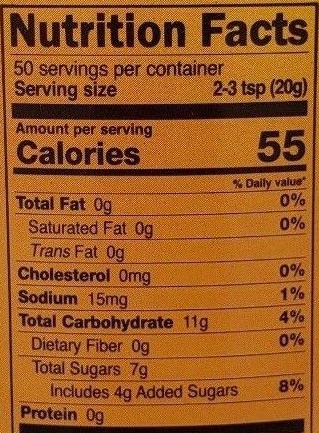 Nutrition Facts
50 servings per container
Serving size 2-3 tsp (20g)
Amount per serving
Calories 55
% Daily value*
Total Fat 0g 0%
Saturated Fat 0g 0%
Trans Fat 0g
Cholesterol 0mg 0%
Sodium 15mg 1%
Total Carbohydrate 11g 4%
Dietary Fiber 0g 0%
Total Sugars 7g
Includes 4g Added Sugars 8%
Protein 0g